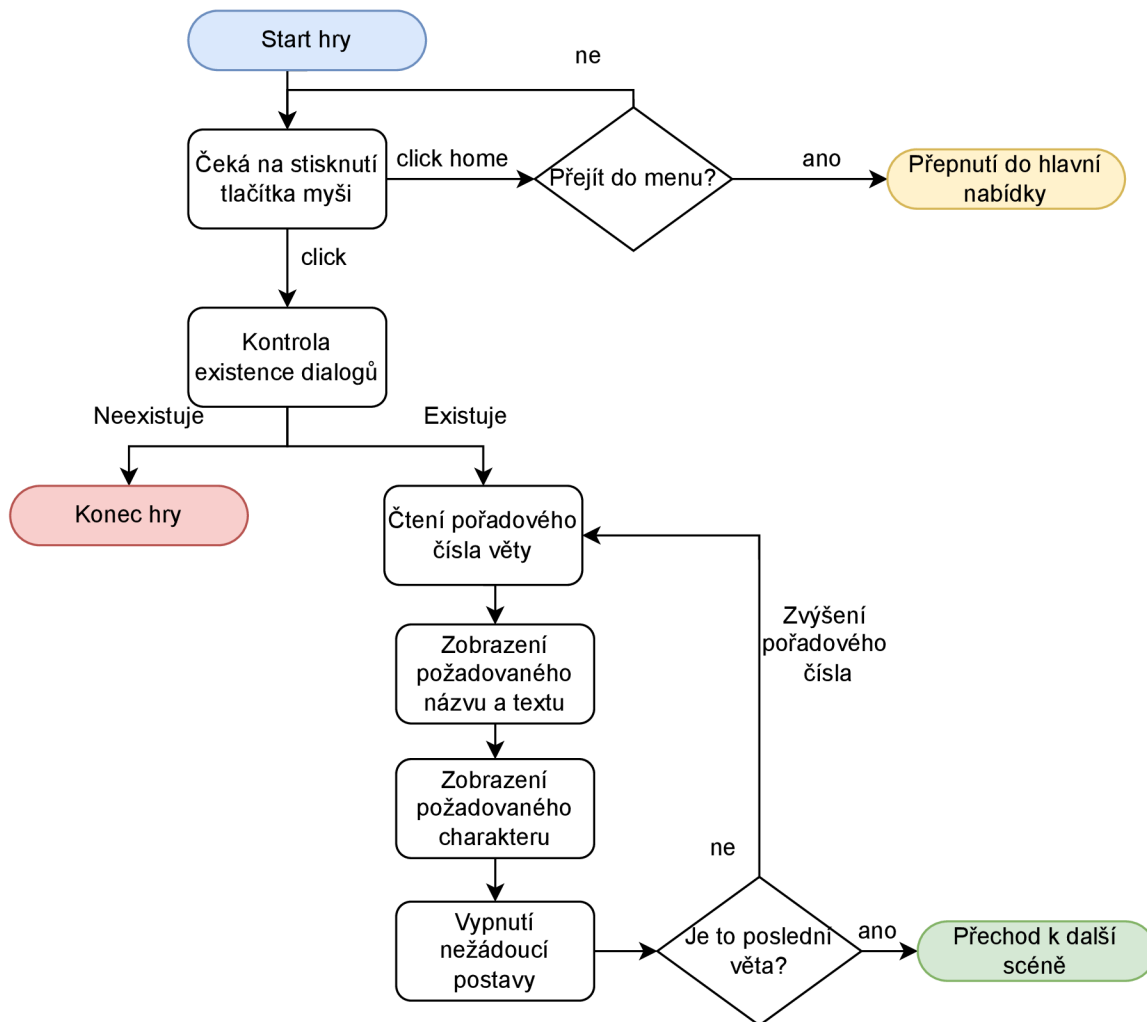 Start hry
ne
Čeká na stisknutí
tlačítka myši
click home
Přejít do menu?
ano
Přepnutí do hlavní
nabídky
click
Kontrola
existence dialogů
Neexistuje
Existuje
Konec hry
Čtení pořadového
čísla věty
Zvýšení
pořadového
čísla
Zobrazení
požadovaného
názvu a textu
Zobrazení
požadovaného
charakteru
ne
Vypnutí
nežádoucí
postavy
Je to poslední
věta?
ano
Přechod k další
scéně